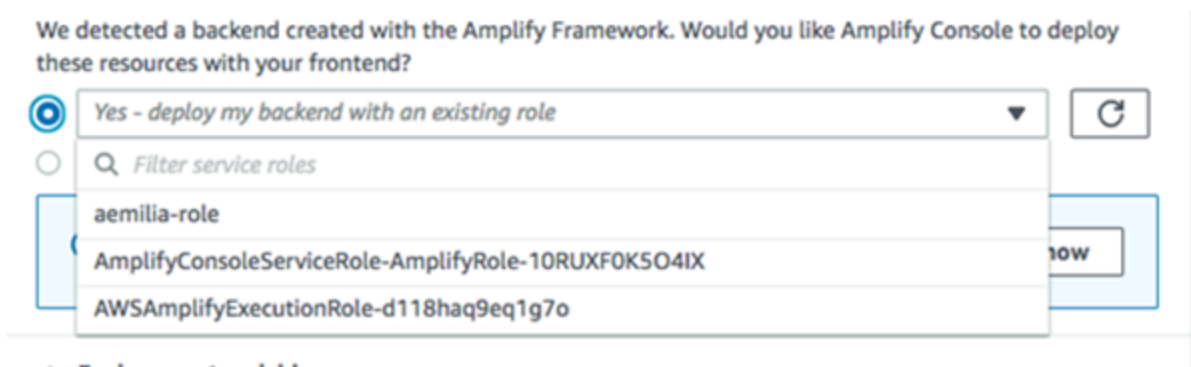 We detected a backend created with the Amplify Framework. Would you like Amplify Console to deploy
these resources with your frontend?
Yes - deploy my backend with an existing role
Filter service roles
aemilia-role
AmplifyConsoleServiceRole-AmplifyRole-10RUXF0K5O4IX
now
AWSAmplifyExecutionRole-d118haq9eq1g7o